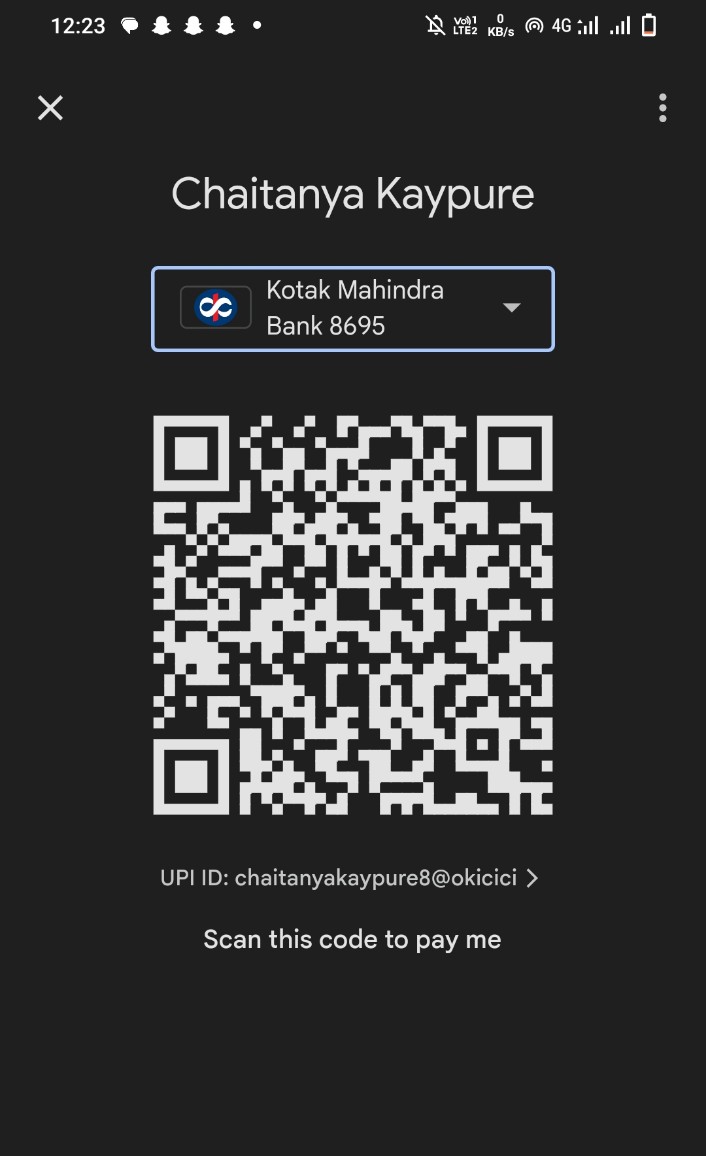 12:23
Vo)) 1
LTE2
0
KB/s
4G
Chaitanya Kaypure
Kotak Mahindra
Bank 8695
UPI ID: chaitanyakaypure8@okicici
Scan this code to pay me